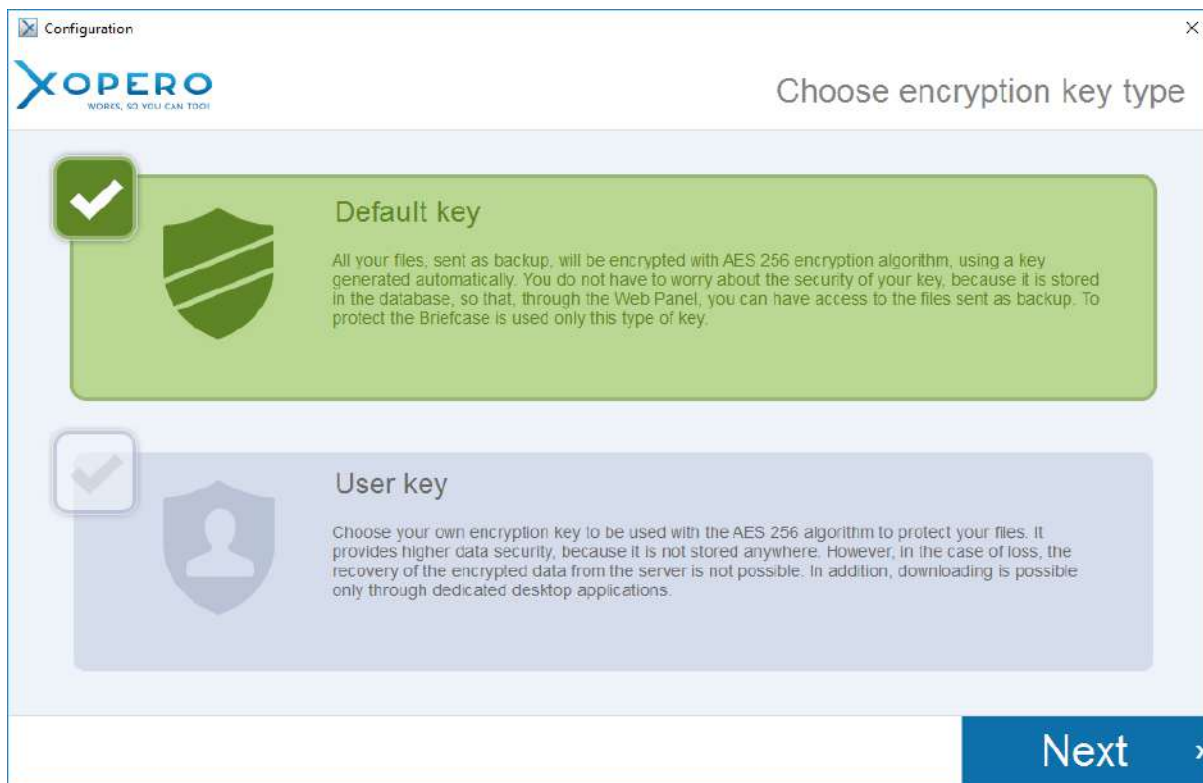 Configuration
XOPERO
WORKS, SO YOU CAN TOO!
Choose encryption key type
Default key
All your files, sent as backup, will be encrypted with AES 256 encryption algorithm, using a key
generated automatically. You do not have to worry about the security of your key, because it is stored
in the database, so that, through the Web Panel, you can have access to the files sent as backup. To
protect the Briefcase is used only this type of key.
User key
Choose your own encryption key to be used with the AES 256 algorithm to protect your files. It
provides higher data security, because it is not stored anywhere. However, in the case of loss, the
recovery of the encrypted data from the server is not possible. In addition, downloading is possible
only through dedicated desktop applications.
Next